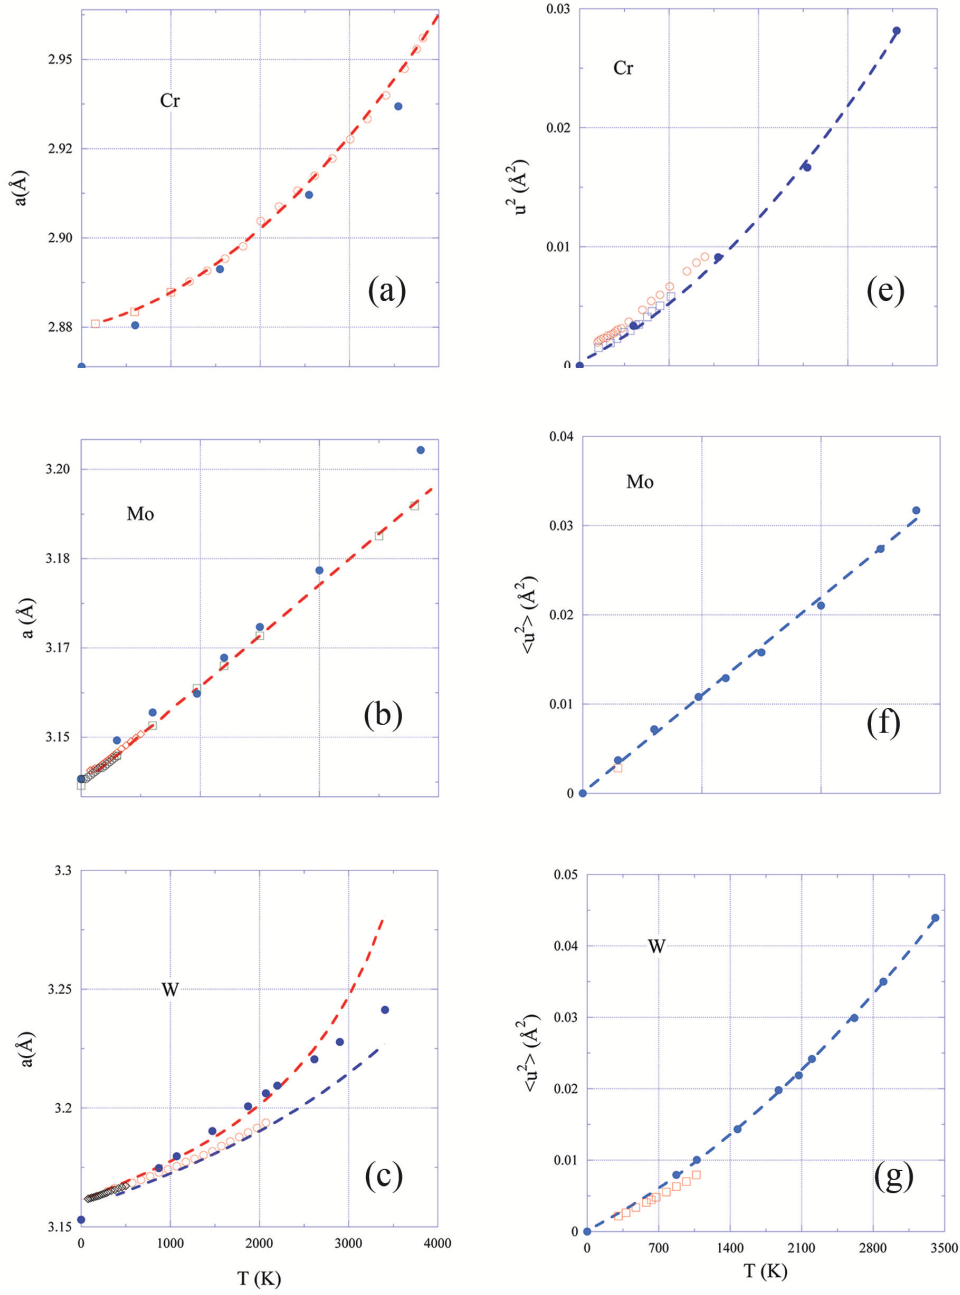 2.95
2.92
2.90
2.88
a(Å)
Cr
(a)
0.03
0.02
0.01
0
u² (Å²)
Cr
(e)
3.20
3.18
3.17
3.15
a (Å)
Mo
(b)
0.04
0.03
0.02
0.01
0
<u²> (Å²)
Mo
(f)
3.3
3.25
3.2
3.15
a(Å)
W
(c)
0 1000 2000 3000 4000
T (K)
0.05
0.04
0.03
0.02
0.01
0
<u²> (Å²)
W
(g)
0 700 1400 2100 2800 3500
T (K)